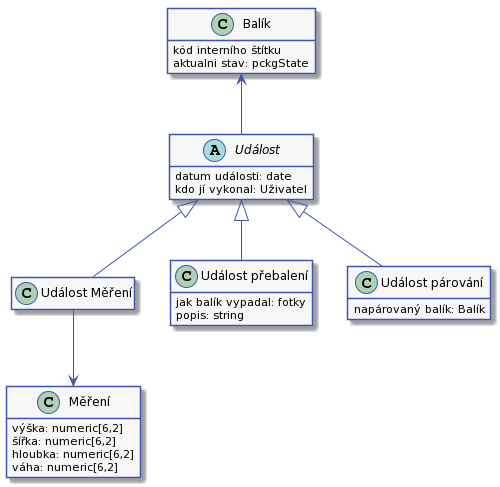 C Balík
kód interního štítku
aktualni stav: pckgState
A Událost
datum události: date
kdo jí vykonal: Uživatel
C Událost Měření
C Událost přebalení
jak balík vypadal: fotky
popis: string
C Událost párování
napárovaný balík: Balík
C Měření
výška: numeric[6,2]
šířka: numeric[6,2]
hloubka: numeric[6,2]
váha: numeric[6,2]